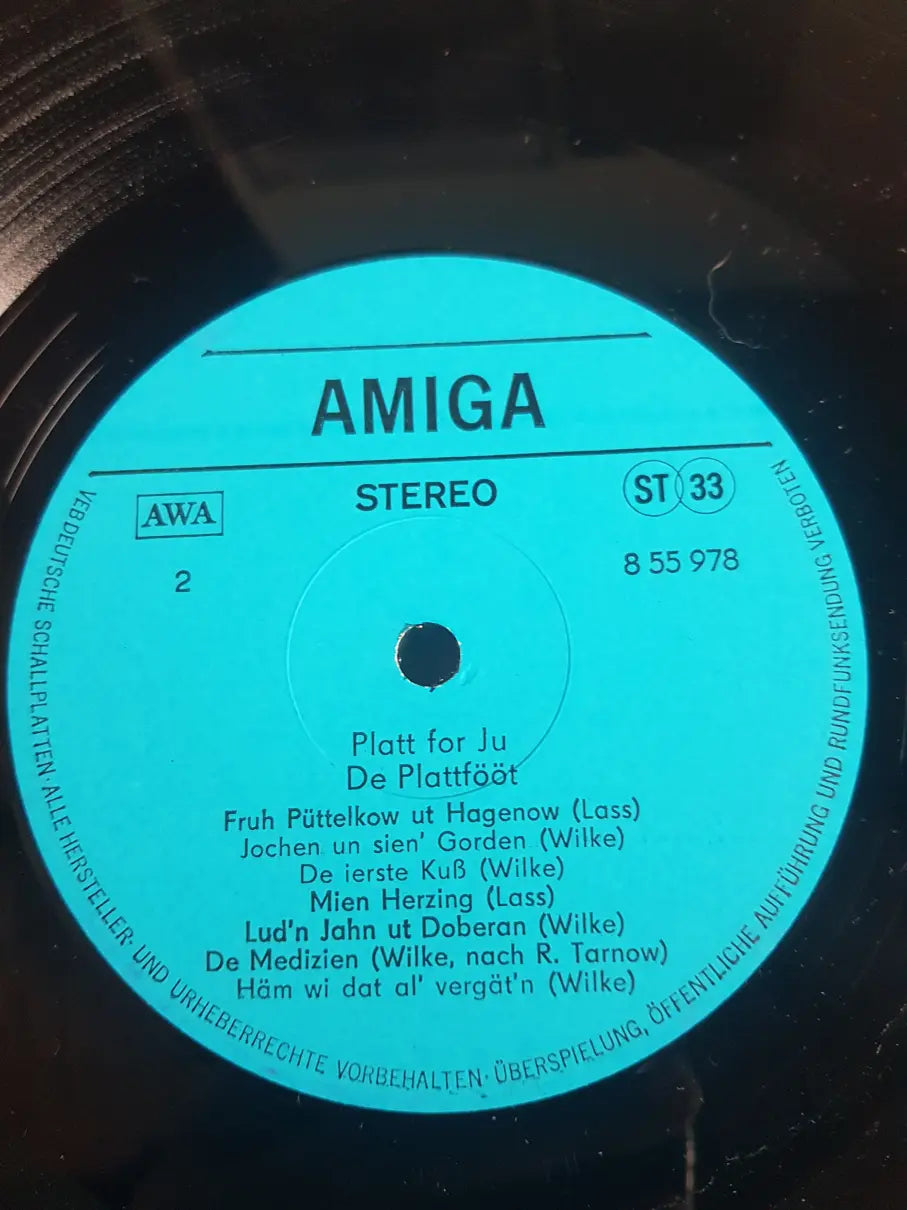 AMIGA
AWA
STEREO
ST 33
2
8 55 978
Platt for Ju
De Plattfööt
Fruh Püttelkow ut Hagenow (Lass)
Jochen un sien' Gorden (Wilke)
De ierste Kuß (Wilke)
Mien Herzing (Lass)
Lud'n Jahn ut Doberan (Wilke)
De Medizien (Wilke, nach R. Tarnow)
Häm wi dat al' vergät'n (Wilke)
VEB DEUTSCHE SCHALLPLATTEN · ALLE HERSTELLER- UND URHEBERRECHTE VORBEHALTEN · ÜBERSPIELUNG, ÖFFENTLICHE AUFFÜHRUNG UND RUNDFUNKSENDUNG VERBOTEN